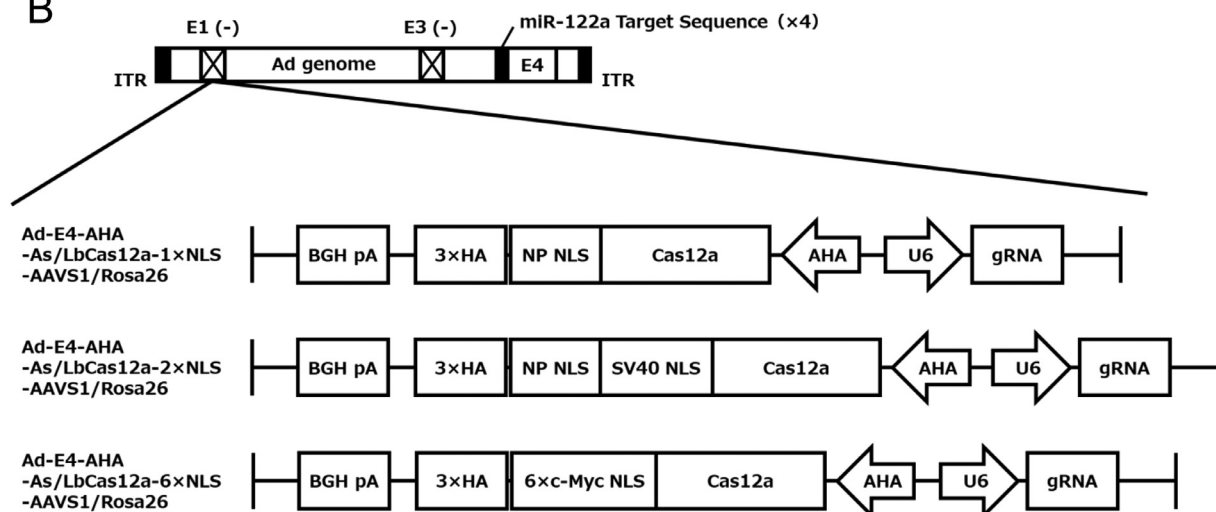 B
E1 (-)
E3 (-)
miR-122a Target Sequence (×4)
ITR
Ad genome
E4
ITR
Ad-E4-AHA
-As/LbCas12a-1×NLS
-AAVS1/Rosa26
BGH pA
3×HA
NP NLS
Cas12a
AHA
U6
gRNA
Ad-E4-AHA
-As/LbCas12a-2×NLS
-AAVS1/Rosa26
BGH pA
3×HA
NP NLS
SV40 NLS
Cas12a
AHA
U6
gRNA
Ad-E4-AHA
-As/LbCas12a-6×NLS
-AAVS1/Rosa26
BGH pA
3×HA
6×c-Myc NLS
Cas12a
AHA
U6
gRNA